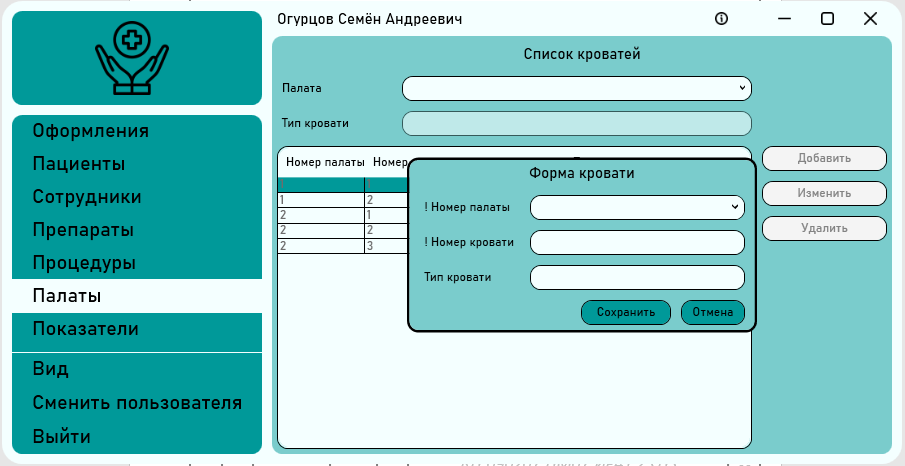 Огурцов Семён Андреевич
Оформления
Пациенты
Сотрудники
Препараты
Процедуры
Палаты
Показатели
Вид
Сменить пользователя
Выйти
Список кроватей
Палата
Тип кровати
Номер палаты Номер
1 2
2 1
2 2
2 3
Добавить
Изменить
Удалить
Форма кровати
! Номер палаты
! Номер кровати
Тип кровати
Сохранить Отмена